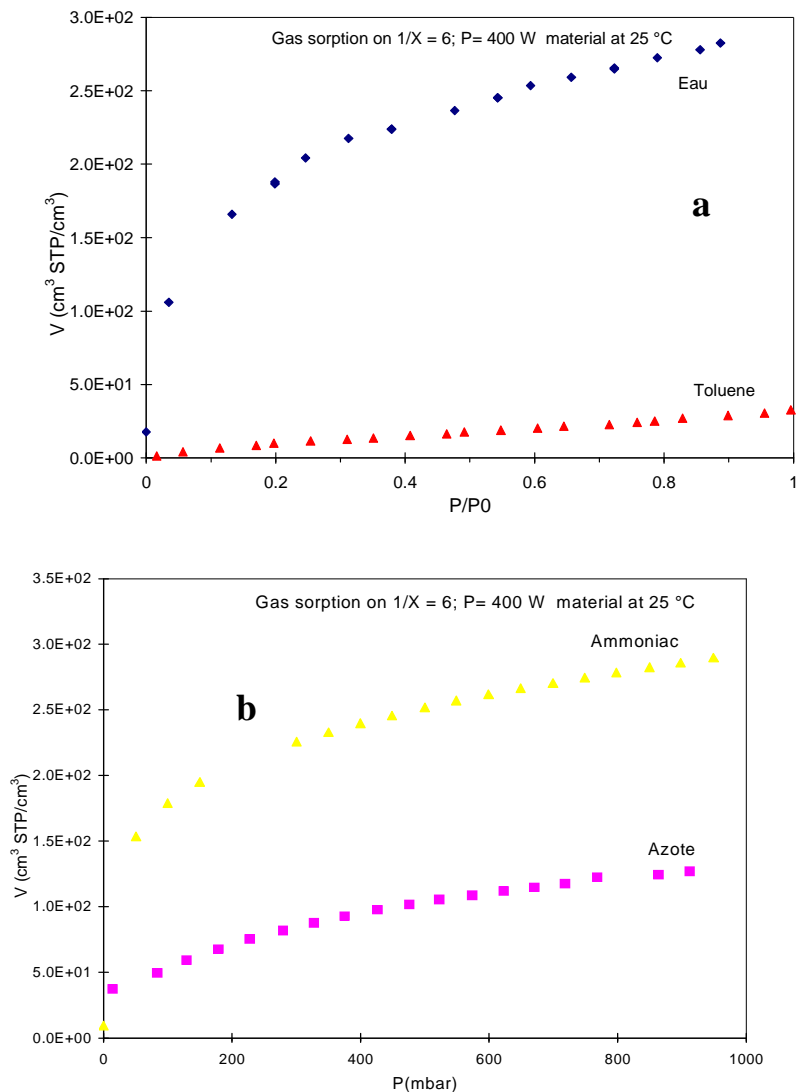 3.0E+02
Gas sorption on 1/X = 6; P= 400 W material at 25 °C
Eau
2.5E+02
2.0E+02
a
V (cm³ STP/cm³)
1.5E+02
1.0E+02
5.0E+01
Toluene
0.0E+00
0 0.2 0.4 0.6 0.8 1
P/P0
3.5E+02
Gas sorption on 1/X = 6; P= 400 W material at 25 °C
3.0E+02
Ammoniac
2.5E+02
b
2.0E+02
V (cm³ STP/cm³)
1.5E+02
Azote
1.0E+02
5.0E+01
0.0E+00
0 200 400 600 800 1000
P(mbar)